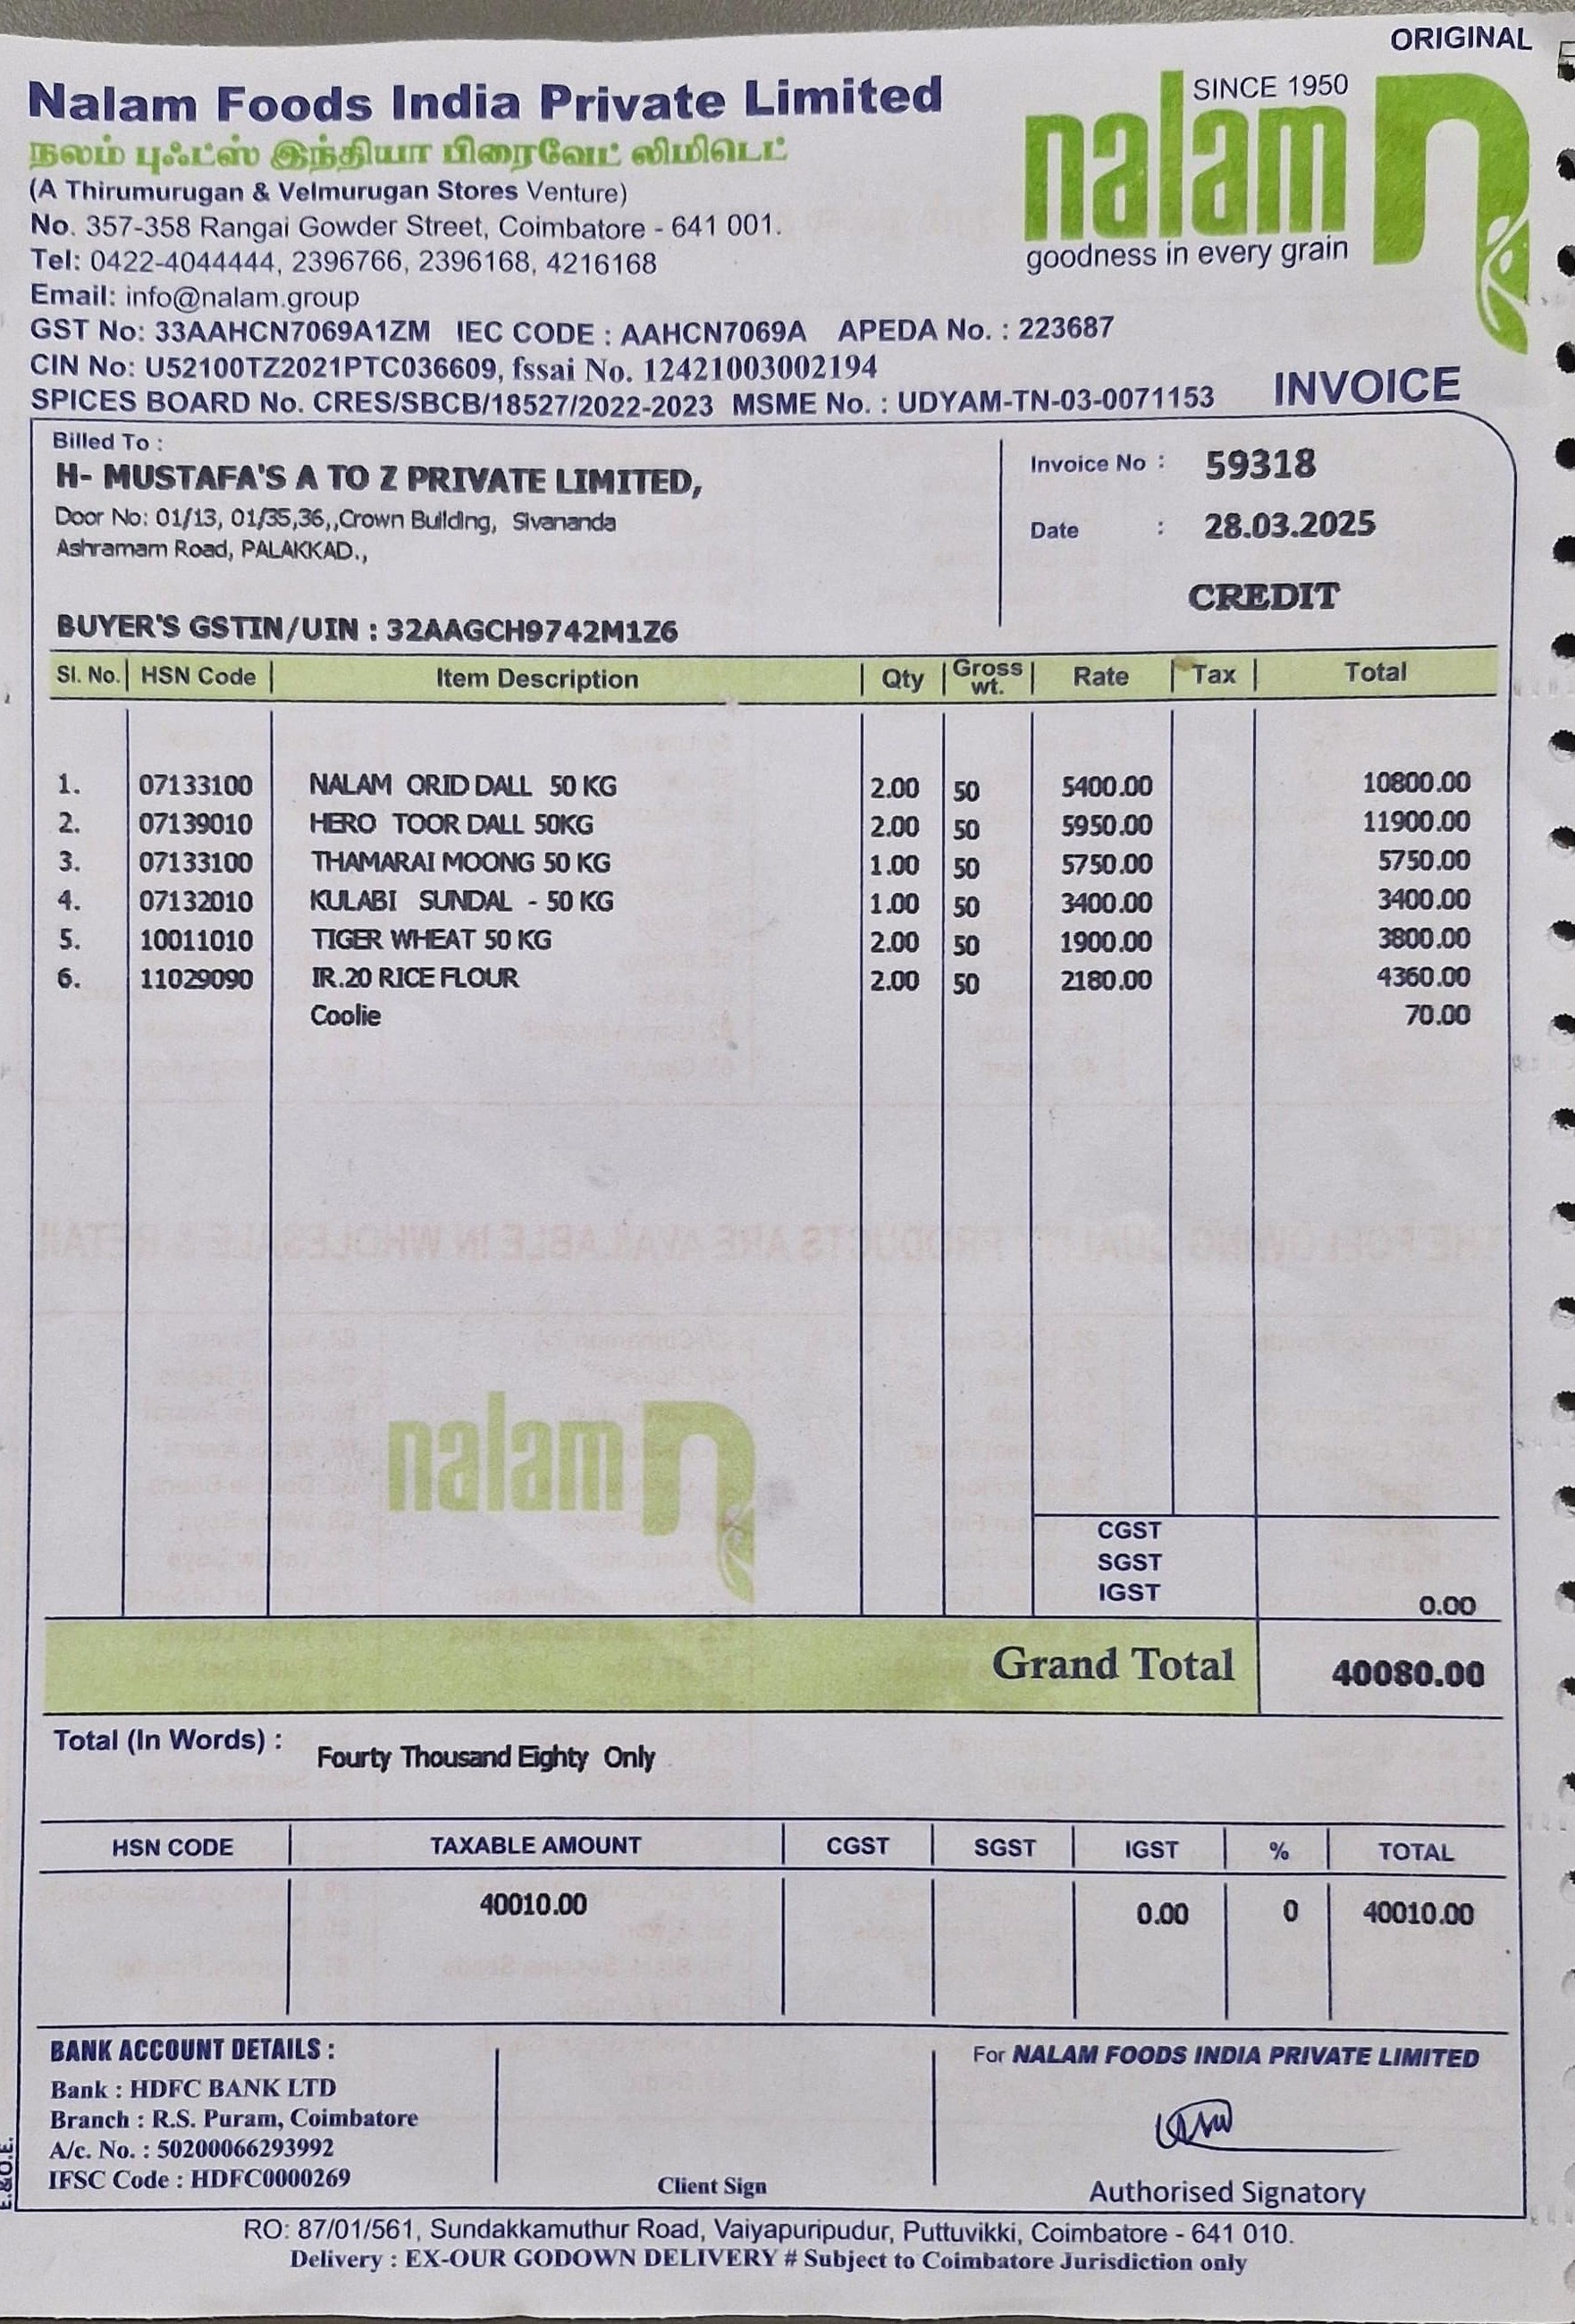 ORIGINAL
Nalam Foods India Private Limited
நலம் புஃட்ஸ் இந்தியா பிரைவேட் லிமிடெட்
(A Thirumurugan & Velmurugan Stores Venture)
No. 357-358 Rangai Gowder Street, Coimbatore - 641 001.
Tel: 0422-4044444, 2396766, 2396168, 4216168
Email: info@nalam.group
SINCE 1950
nalam
goodness in every grain
GST No: 33AAHCN7069A1ZM IEC CODE : AAHCN7069A APEDA No. : 223687
CIN No: U52100TZ2021PTC036609, fssai No. 12421003002194
SPICES BOARD No. CRES/SBCB/18527/2022-2023 MSME No. : UDYAM-TN-03-0071153
INVOICE
Billed To :
H- MUSTAFA'S A TO Z PRIVATE LIMITED,
Door No: 01/13, 01/35,36,,Crown Building, Sivananda
Ashramam Road, PALAKKAD.,
BUYER'S GSTIN/UIN : 32AAGCH9742M1Z6
Invoice No : 59318
Date : 28.03.2025
CREDIT
Sl. No. HSN Code Item Description Qty Gross wt. Rate Tax Total
1. 07133100 NALAM ORID DALL 50 KG 2.00 50 5400.00 10800.00
2. 07139010 HERO TOOR DALL 50KG 2.00 50 5950.00 11900.00
3. 07133100 THAMARAI MOONG 50 KG 1.00 50 5750.00 5750.00
4. 07132010 KULABI SUNDAL - 50 KG 1.00 50 3400.00 3400.00
5. 10011010 TIGER WHEAT 50 KG 2.00 50 1900.00 3800.00
6. 11029090 IR.20 RICE FLOUR 2.00 50 2180.00 4360.00
Coolie 70.00
nalam
CGST
SGST
IGST 0.00
Grand Total 40080.00
Total (In Words) : Fourty Thousand Eighty Only
HSN CODE TAXABLE AMOUNT CGST SGST IGST % TOTAL
40010.00 0.00 0 40010.00
BANK ACCOUNT DETAILS :
Bank : HDFC BANK LTD
Branch : R.S. Puram, Coimbatore
A/c. No. : 50200066293992
IFSC Code : HDFC0000269
E.&O.E.
Client Sign
For NALAM FOODS INDIA PRIVATE LIMITED
Authorised Signatory
RO: 87/01/561, Sundakkamuthur Road, Vaiyapuripudur, Puttuvikki, Coimbatore - 641 010.
Delivery : EX-OUR GODOWN DELIVERY # Subject to Coimbatore Jurisdiction only